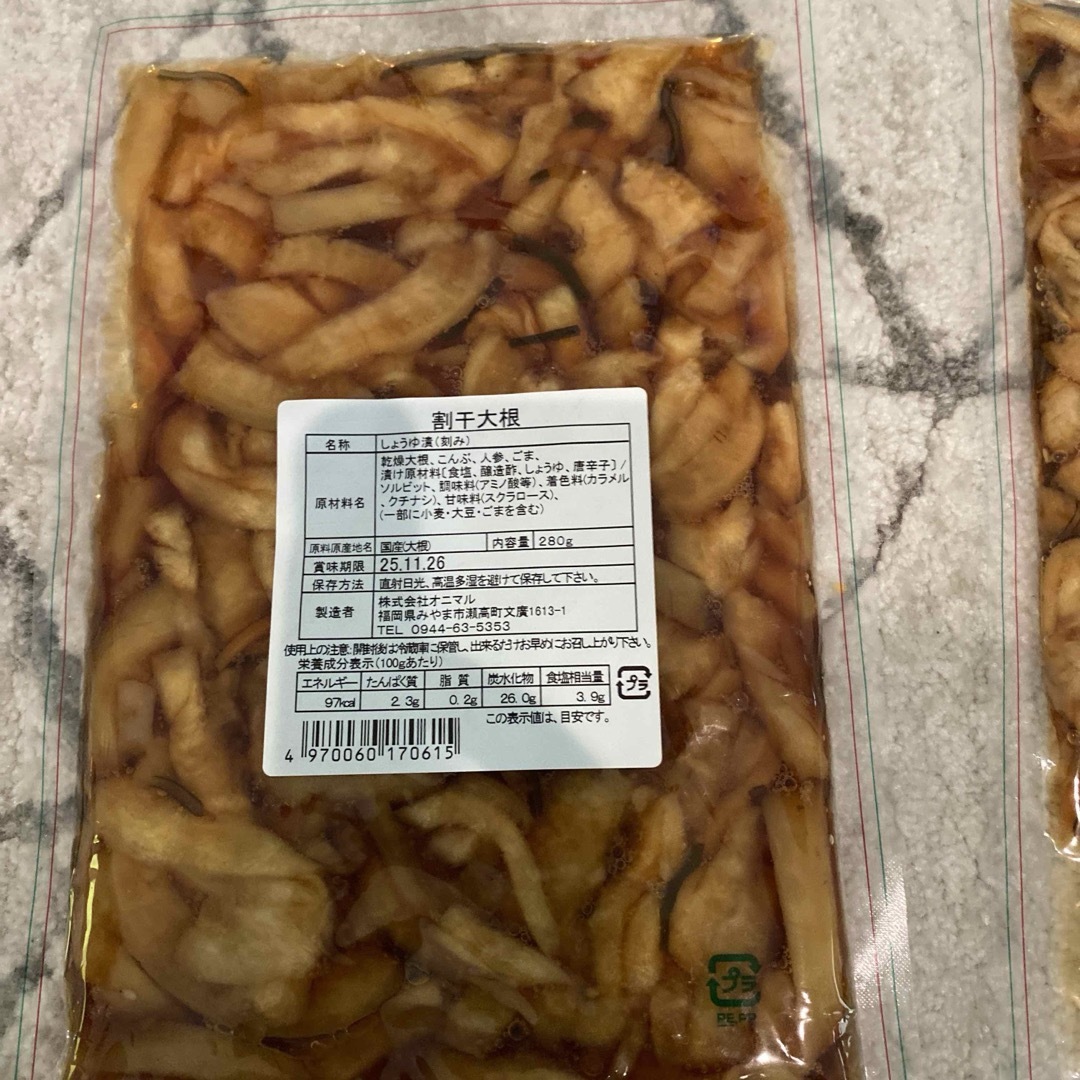 割干大根
名称 しょうゆ漬(刻み)
原材料名 乾燥大根、こんぶ、人参、ごま、
漬け原材料〔食塩、醸造酢、しょうゆ、唐辛子〕/
ソルビット、調味料(アミノ酸等)、着色料(カラメル
、クチナシ)、甘味料(スクラロース)、
(一部に小麦・大豆・ごまを含む)
原料原産地名 国産(大根) 内容量 280g
賞味期限 25.11.26
保存方法 直射日光、高温多湿を避けて保存して下さい。
製造者 株式会社オニマル
福岡県みやま市瀬高町文廣1613-1
TEL 0944-63-5353
使用上の注意:開封後は冷蔵庫に保管し、出来るだけお早めにお召し上がり下さい。
栄養成分表示(100gあたり)
エネルギー たんぱく質 脂質 炭水化物 食塩相当量
97kcal 2.3g 0.2g 26.0g 3.9g
プラ
この表示値は、目安です。
4 970060 170615
プラ
PE,PP